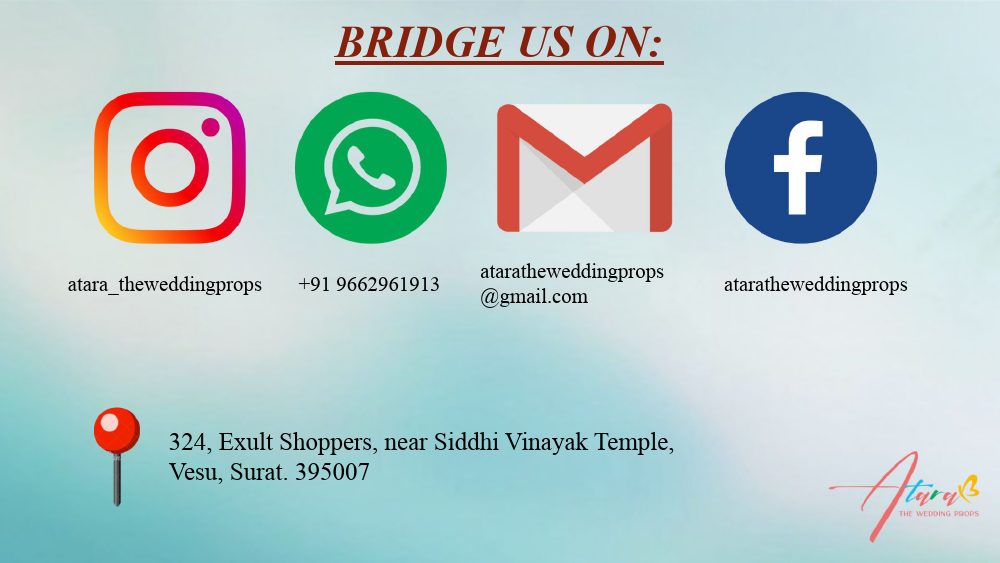 BRIDGE US ON:
atara_theweddingprops
+91 9662961913
ataratheweddingprops
@gmail.com
ataratheweddingprops
324, Exult Shoppers, near Siddhi Vinayak Temple,
Vesu, Surat. 395007
Atara
THE WEDDING PROPS